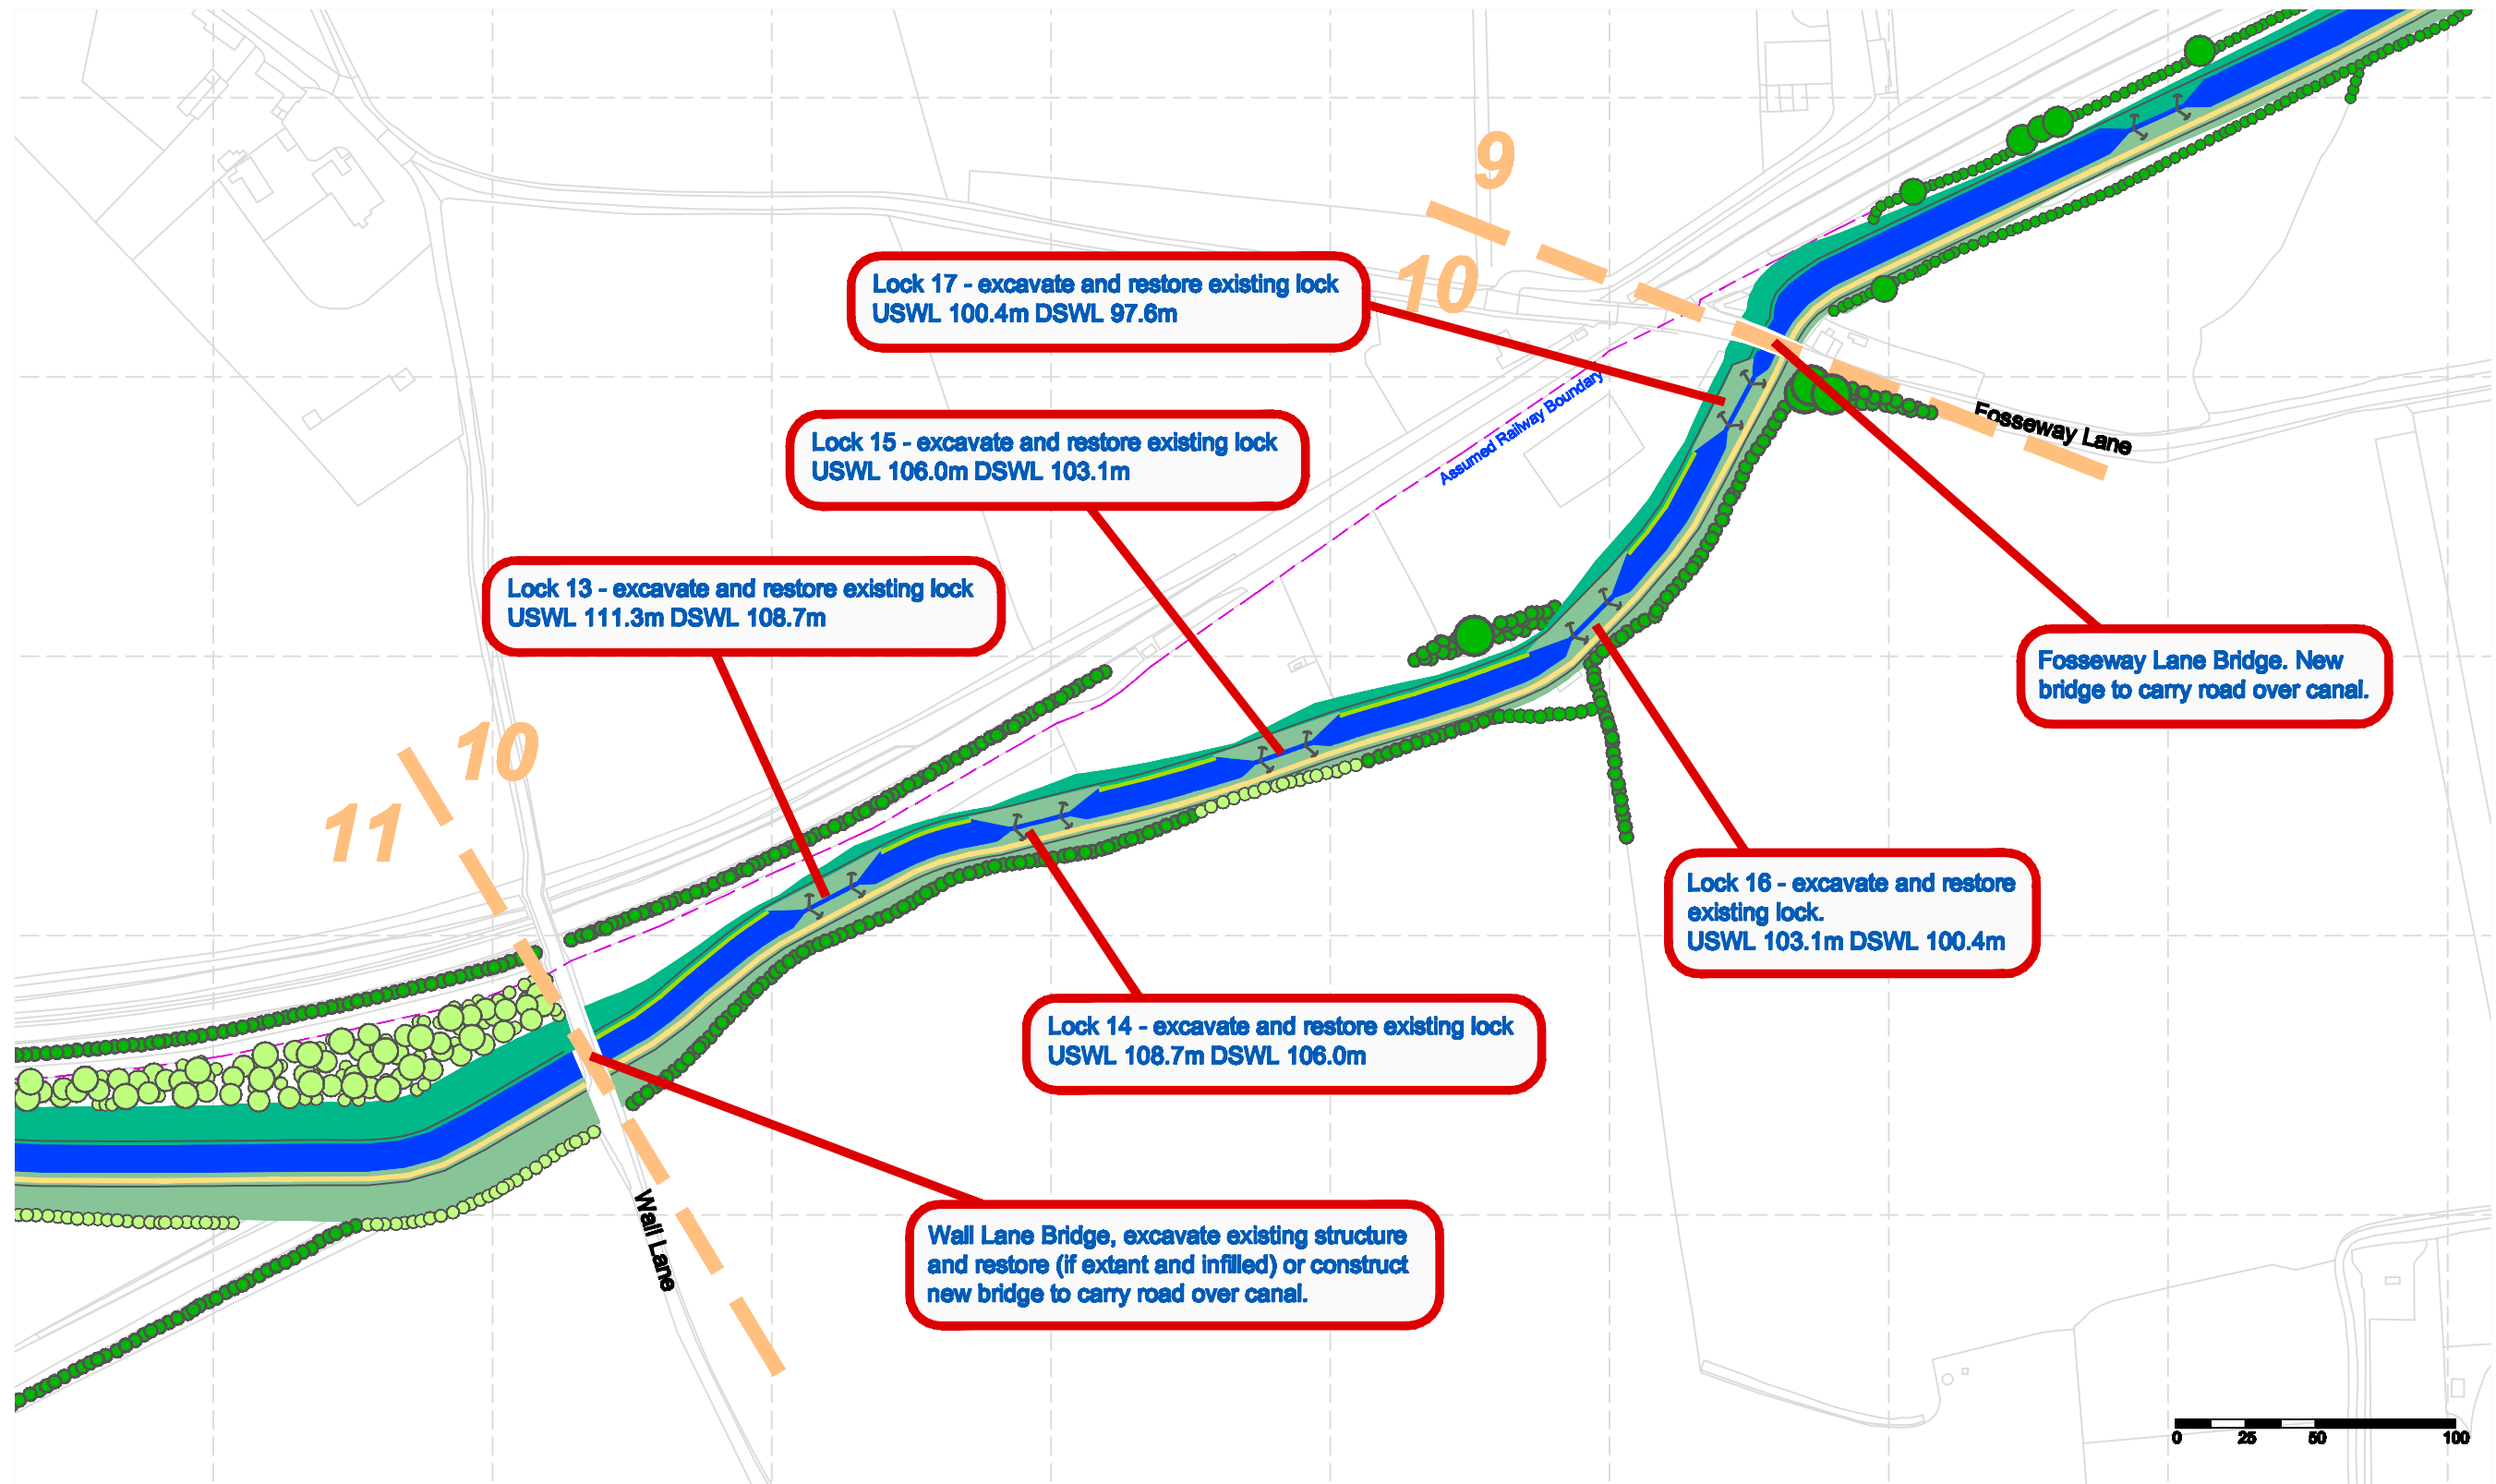 9
10
Lock 17 - excavate and restore existing lock
USWL 100.4m DSWL 97.6m
Fosseway Lane
Assumed Railway Boundary
Lock 15 - excavate and restore existing lock
USWL 106.0m DSWL 103.1m
Lock 13 - excavate and restore existing lock
USWL 111.3m DSWL 108.7m
Fosseway Lane Bridge. New
bridge to carry road over canal.
10
11
Lock 16 - excavate and restore
existing lock.
USWL 103.1m DSWL 100.4m
Lock 14 - excavate and restore existing lock
USWL 108.7m DSWL 106.0m
Wall Lane
Wall Lane Bridge, excavate existing structure
and restore (if extant and infilled) or construct
new bridge to carry road over canal.
0 25 50 100